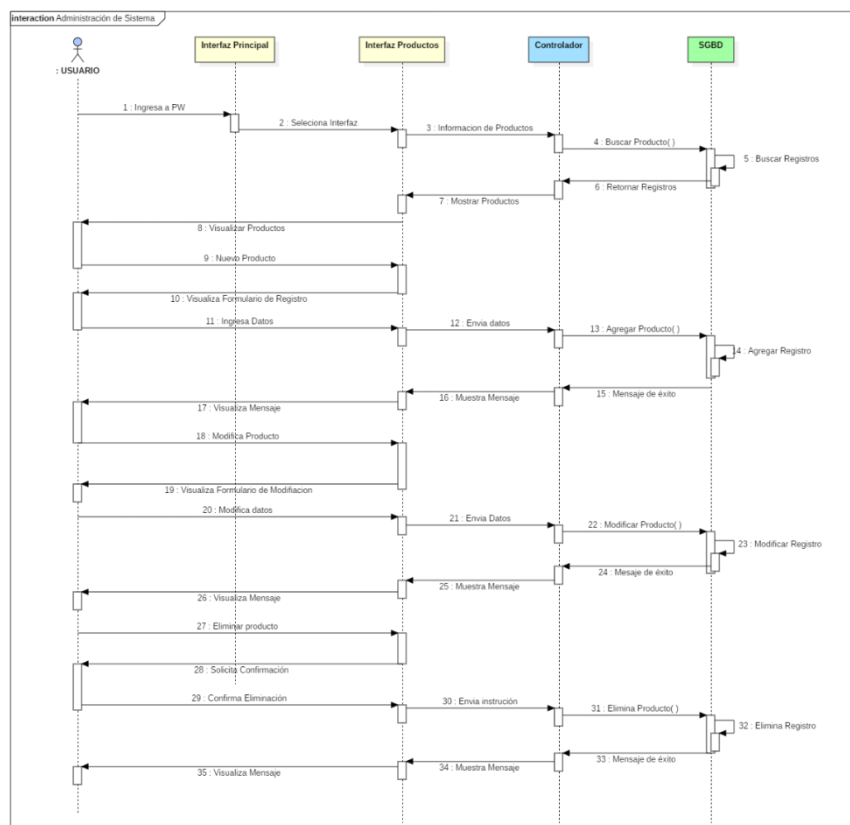 interaction Administración de Sistema
Interfaz Principal
Interfaz Productos
Controlador
SGBD
: USUARIO
1 : Ingresa a PW
2 : Seleciona Interfaz
3 : Informacion de Productos
4 : Buscar Producto( )
5 : Buscar Registros
6 : Retornar Registros
7 : Mostrar Productos
8 : Visualizar Productos
9 : Nuevo Producto
10 : Visualiza Formulario de Registro
11 : Ingresa Datos
12 : Envia datos
13 : Agregar Producto( )
14 : Agregar Registro
15 : Mensaje de éxito
16 : Muestra Mensaje
17 : Visualiza Mensaje
18 : Modifica Producto
19 : Visualiza Formulario de Modifiacion
20 : Modifica datos
21 : Envia Datos
22 : Modificar Producto( )
23 : Modificar Registro
24 : Mesaje de éxito
25 : Muestra Mensaje
26 : Visualiza Mensaje
27 : Eliminar producto
28 : Solicita Confirmación
29 : Confirma Eliminación
30 : Envia instrución
31 : Elimina Producto( )
32 : Elimina Registro
33 : Mensaje de éxito
34 : Muestra Mensaje
35 : Visualiza Mensaje